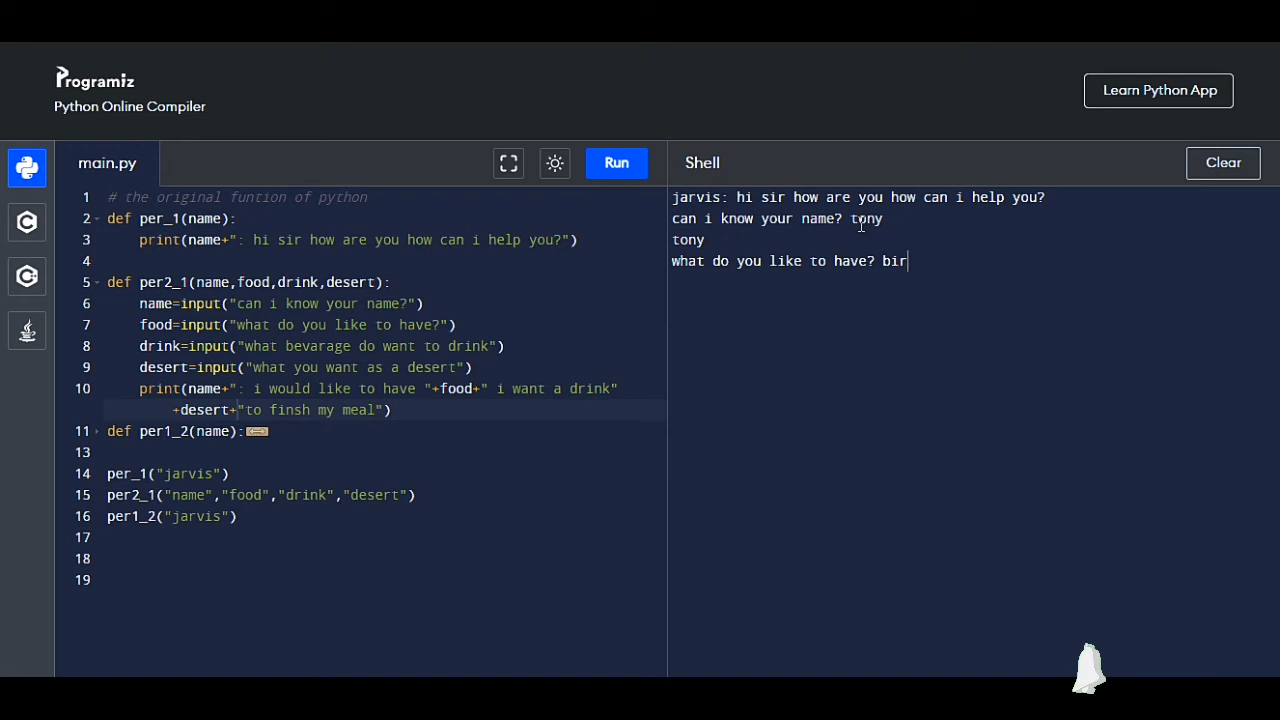 Programiz
Python Online Compiler
Learn Python App
main.py
Run
Shell
Clear
1 # the original funtion of python
2 def per_1(name):
3 print(name+": hi sir how are you how can i help you?")
4
5 def per2_1(name,food,drink,desert):
6 name=input("can i know your name?")
7 food=input("what do you like to have?")
8 drink=input("what bevarage do want to drink")
9 desert=input("what you want as a desert")
10 print(name+": i would like to have "+food+" i want a drink"
+desert+"to finsh my meal")
11 def per1_2(name):
13
14 per_1("jarvis")
15 per2_1("name","food","drink","desert")
16 per1_2("jarvis")
17
18
19
jarvis: hi sir how are you how can i help you?
can i know your name? tony
tony
what do you like to have? bir